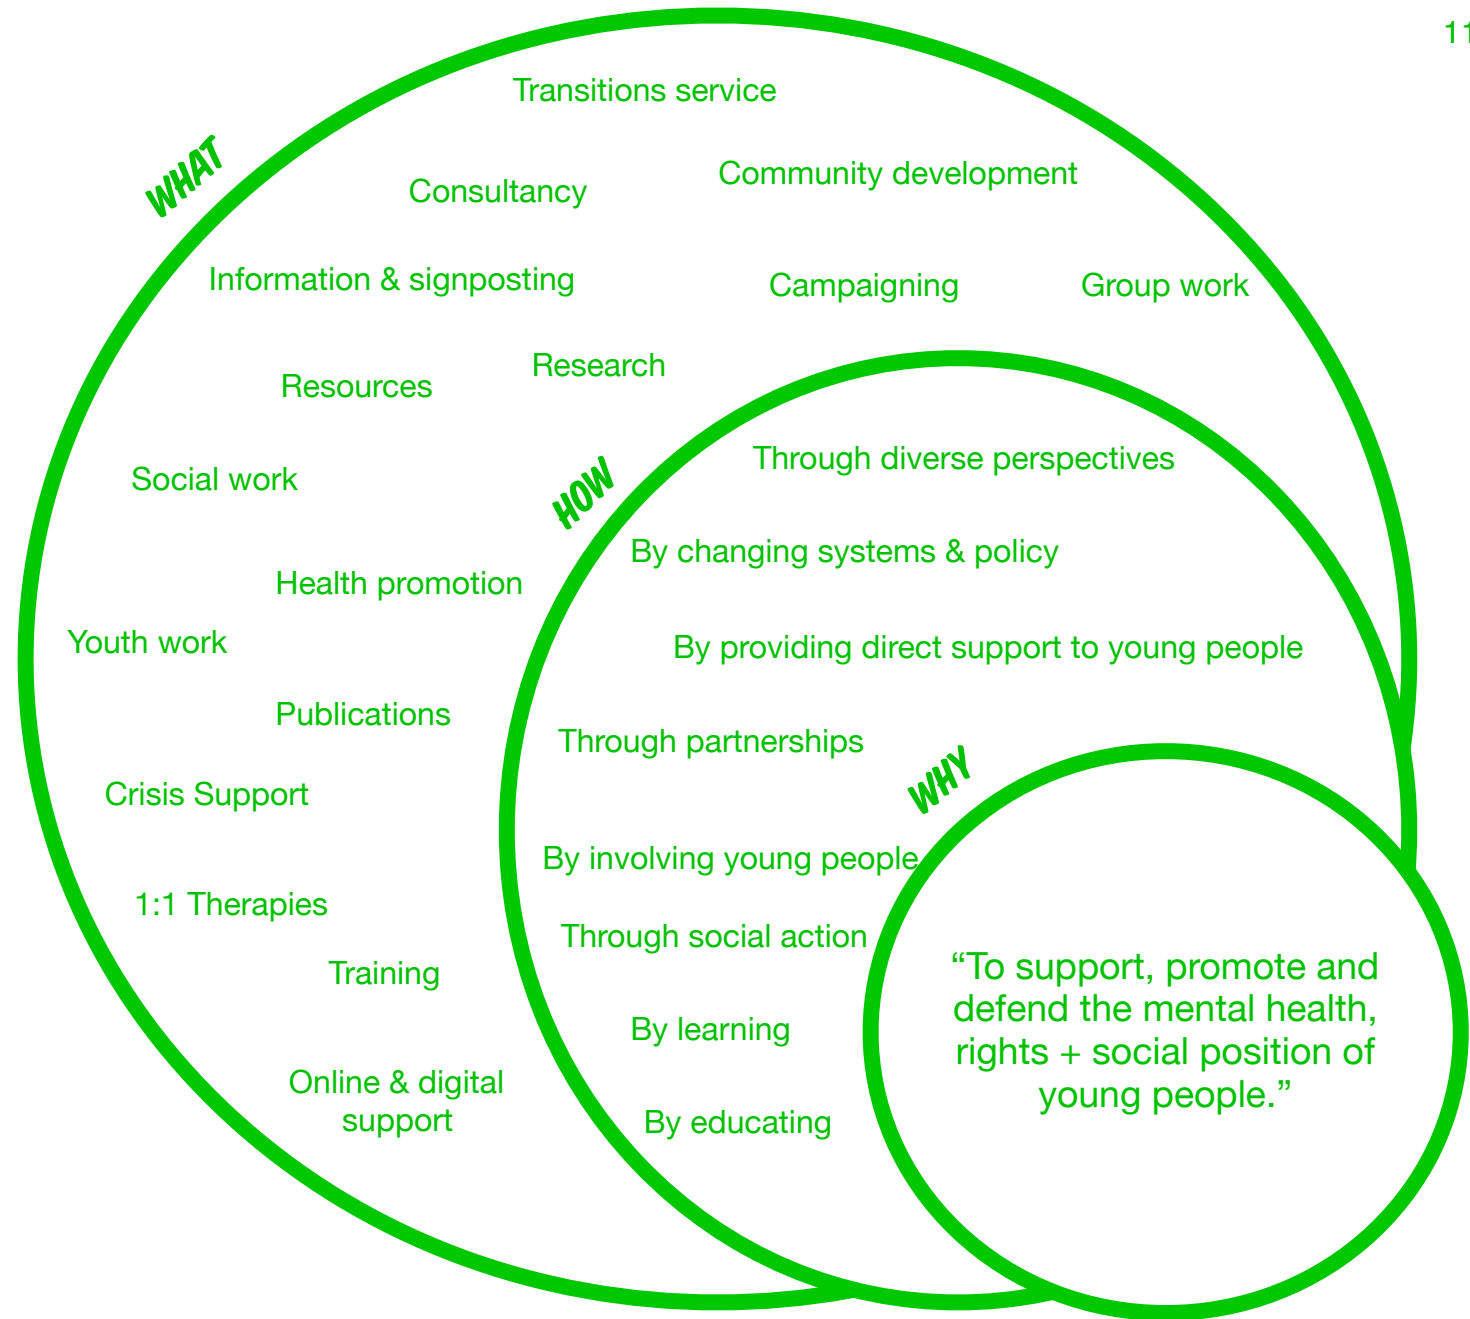 11
Transitions service
WHAT
Community development
Consultancy
Information & signposting
Campaigning
Group work
Research
Resources
Social work
Health promotion
Youth work
Publications
Crisis Support
1:1 Therapies
Training
Online & digital
support
HOW
Through diverse perspectives
By changing systems & policy
By providing direct support to young people
Through partnerships
By involving young people
Through social action
By learning
By educating
WHY
“To support, promote and
defend the mental health,
rights + social position of
young people.”